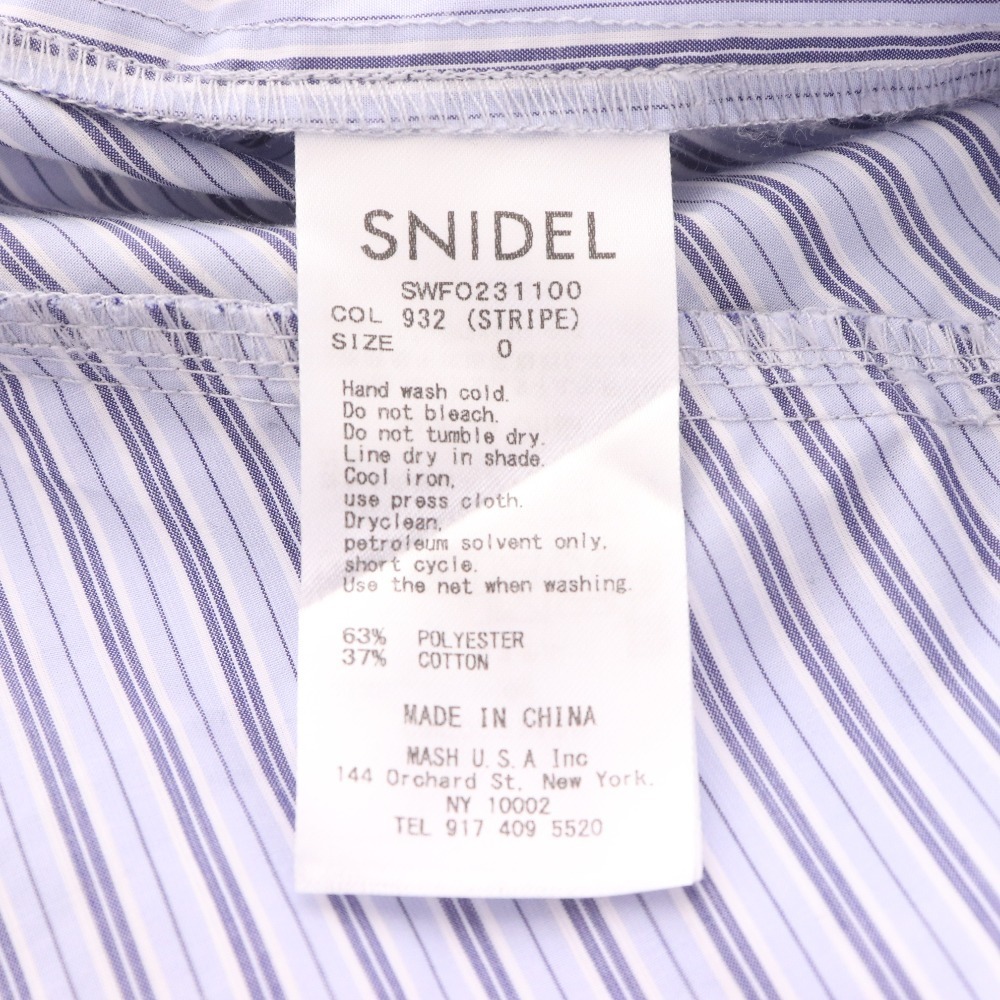 SNIDEL
SWFO231100
COL 932 (STRIPE)
SIZE 0
Hand wash cold.
Do not bleach.
Do not tumble dry.
Line dry in shade.
Cool iron,
use press cloth.
Dryclean,
petroleum solvent only,
short cycle.
Use the net when washing.
63% POLYESTER
37% COTTON
MADE IN CHINA
MASH U.S.A Inc
144 Orchard St. New York.
NY 10002
TEL 917 409 5520